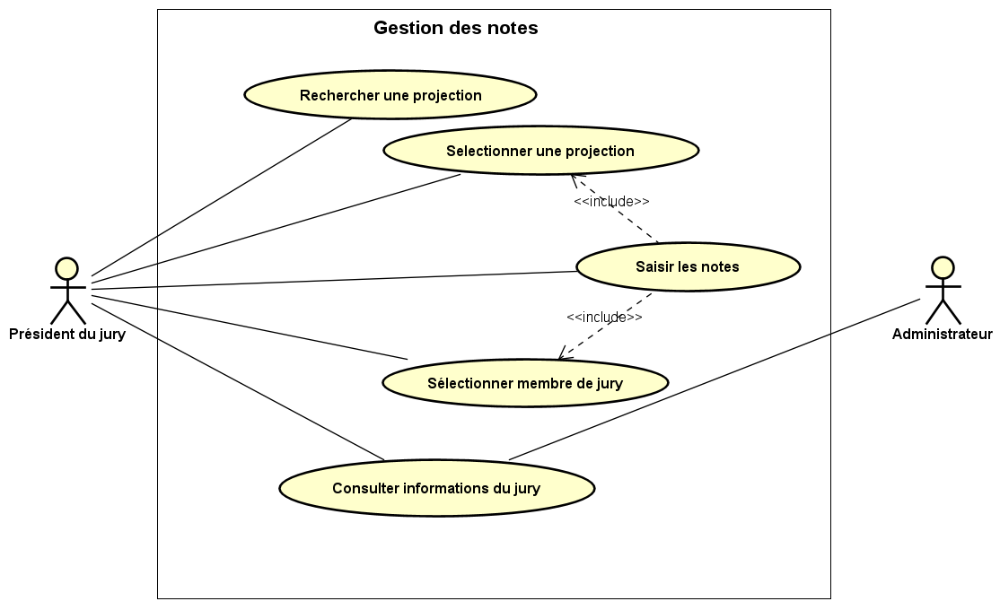 Gestion des notes
Rechercher une projection
Selectionner une projection
<<include>>
Saisir les notes
<<include>>
Président du jury
Administrateur
Sélectionner membre de jury
Consulter informations du jury